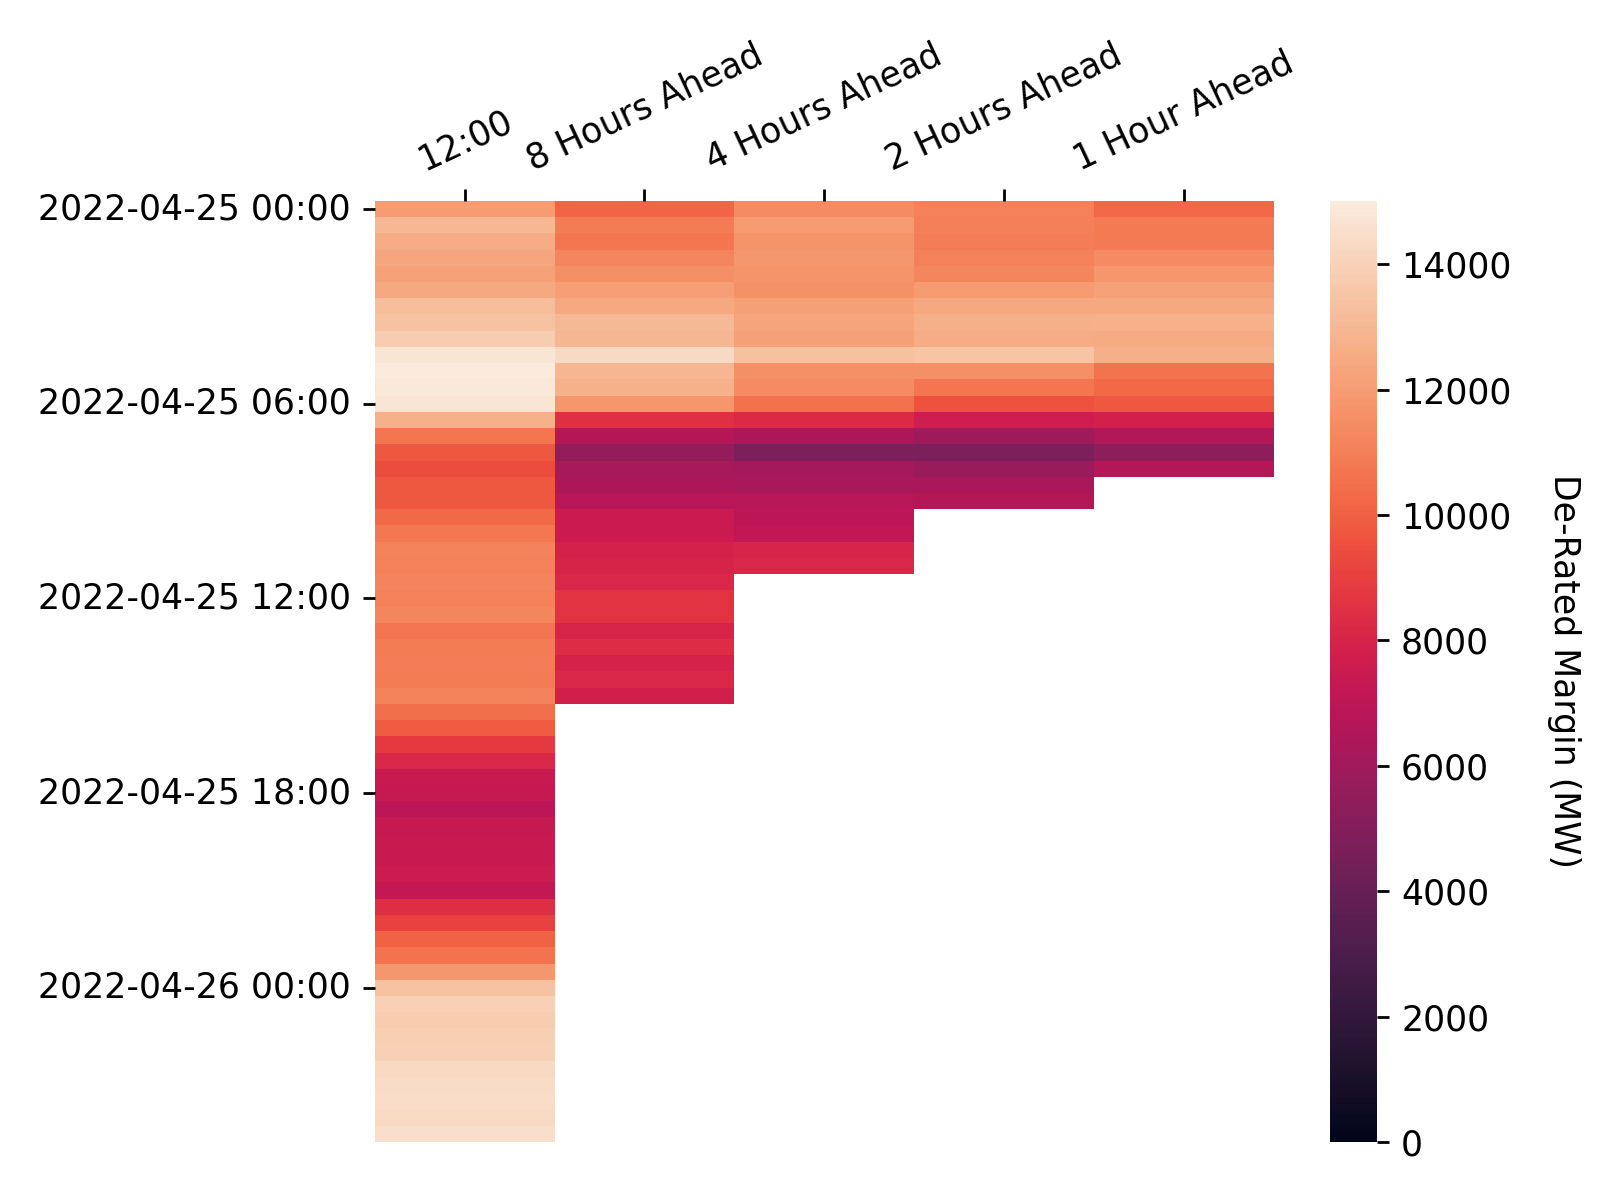 12:00
8 Hours Ahead
4 Hours Ahead
2 Hours Ahead
1 Hour Ahead
2022-04-25 00:00
2022-04-25 06:00
2022-04-25 12:00
2022-04-25 18:00
2022-04-26 00:00
14000
12000
10000
8000
6000
4000
2000
0
De-Rated Margin (MW)